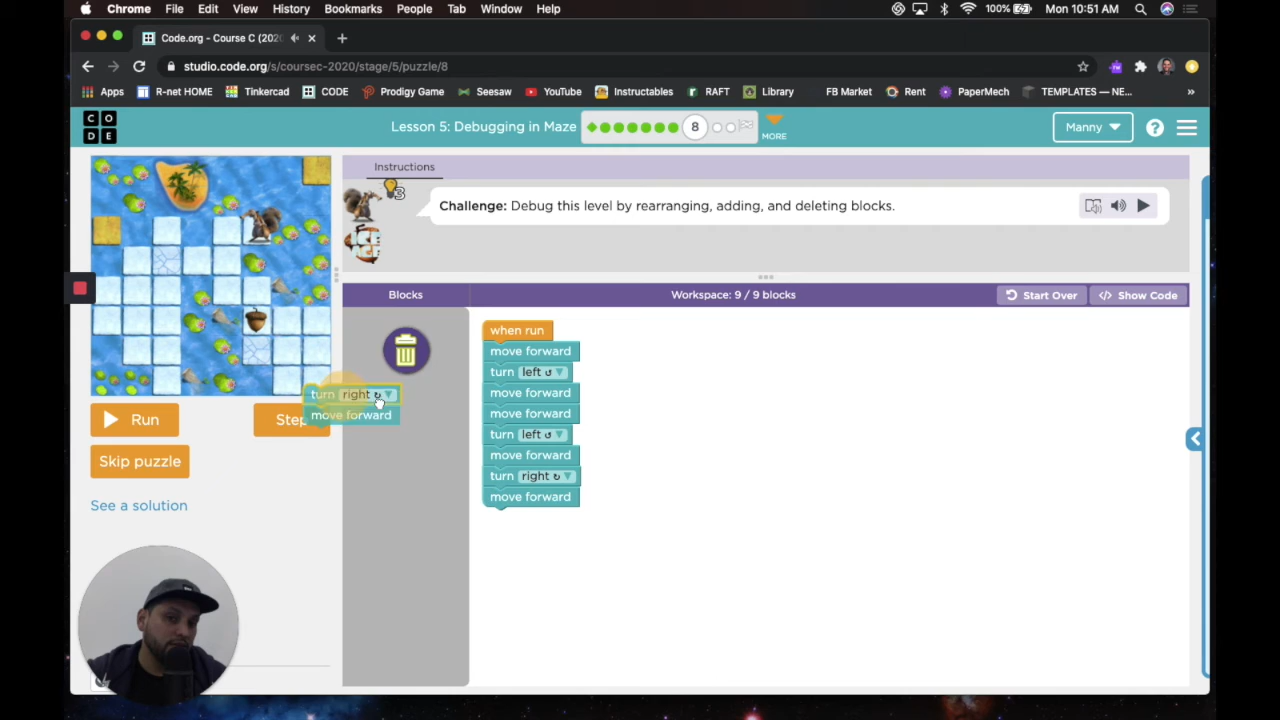 Chrome File Edit View History Bookmarks People Tab Window Help 100% Mon 10:51 AM
Code.org - Course C (202
studio.code.org/s/coursec-2020/stage/5/puzzle/8
Apps R-net HOME Tinkercad CODE Prodigy Game Seesaw YouTube Instructables RAFT Library FB Market Rent PaperMech TEMPLATES — NE... »
CODE
Lesson 5: Debugging in Maze 8 MORE Manny ?
Instructions
3
Challenge: Debug this level by rearranging, adding, and deleting blocks.
ICE AGE
Blocks Workspace: 9 / 9 blocks Start Over </> Show Code
when run
move forward
turn left
move forward
move forward
turn left
move forward
turn right
move forward
turn right
move forward
Run Step
Skip puzzle
See a solution